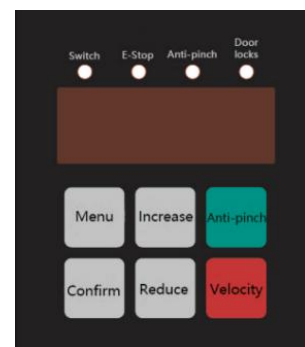 Door
Switch E-Stop Anti-pinch locks
Menu Increase Anti-pinch
Confirm Reduce Velocity